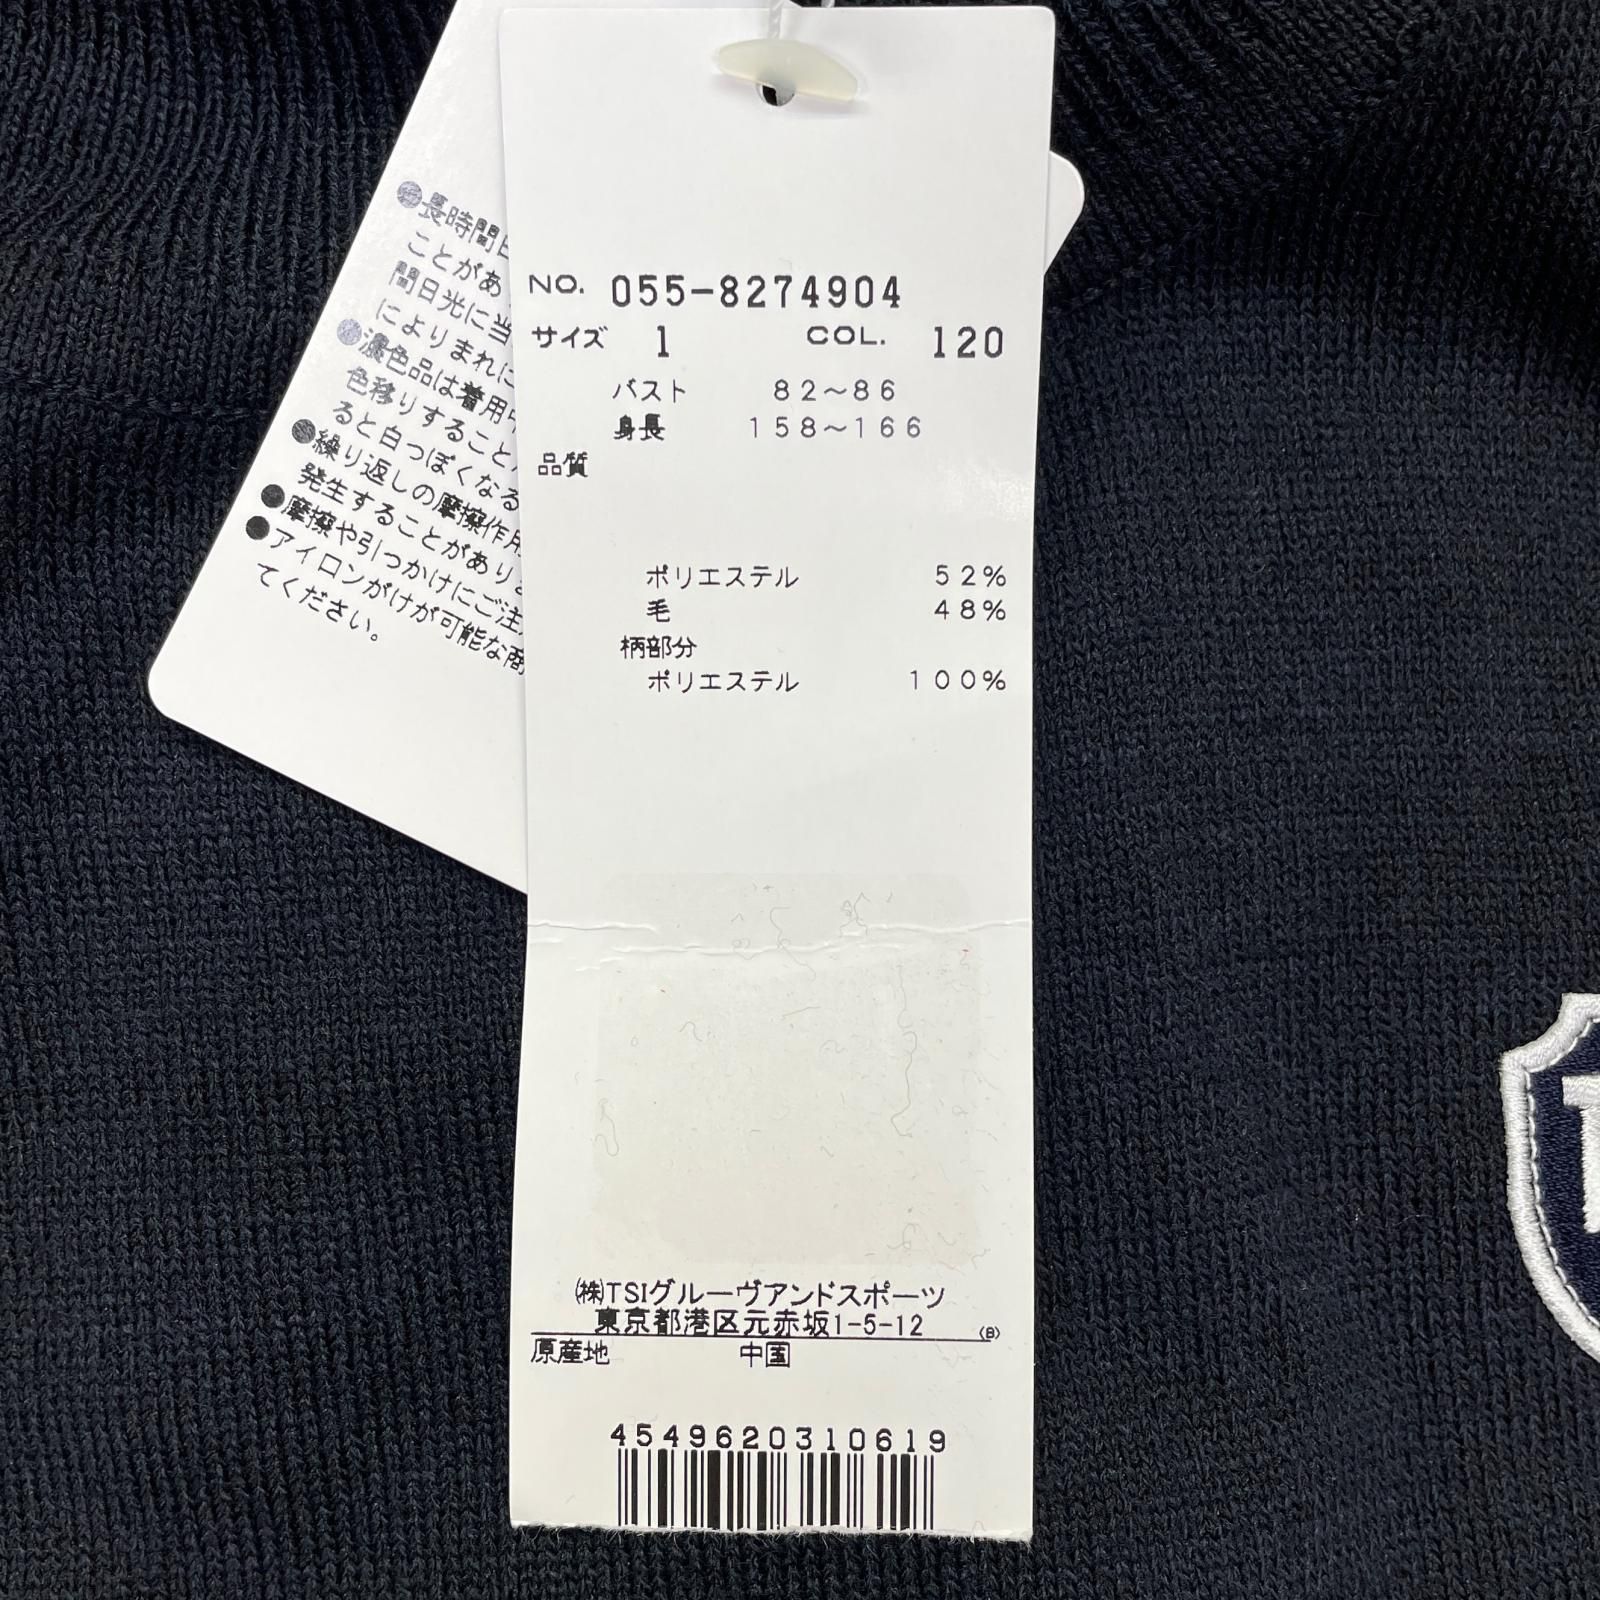 ●長時間
ことがあ
間日光に当
によりまれに
●濃色品は着用
色移りすること
ると白っぽくなる
●繰り返しの摩擦作用
発生することがあり
●摩擦や引っかけにご注
●アイロンがけが可能な商
てください。
NO. 055-8274904
サイズ 1 COL. 120
バスト 82～86
身長 158～166
品質
ポリエステル 52%
毛 48%
柄部分
ポリエステル 100%
㈱TSIグルーヴアンドスポーツ
東京都港区元赤坂1-5-12 (B)
原産地 中国
4549620310619